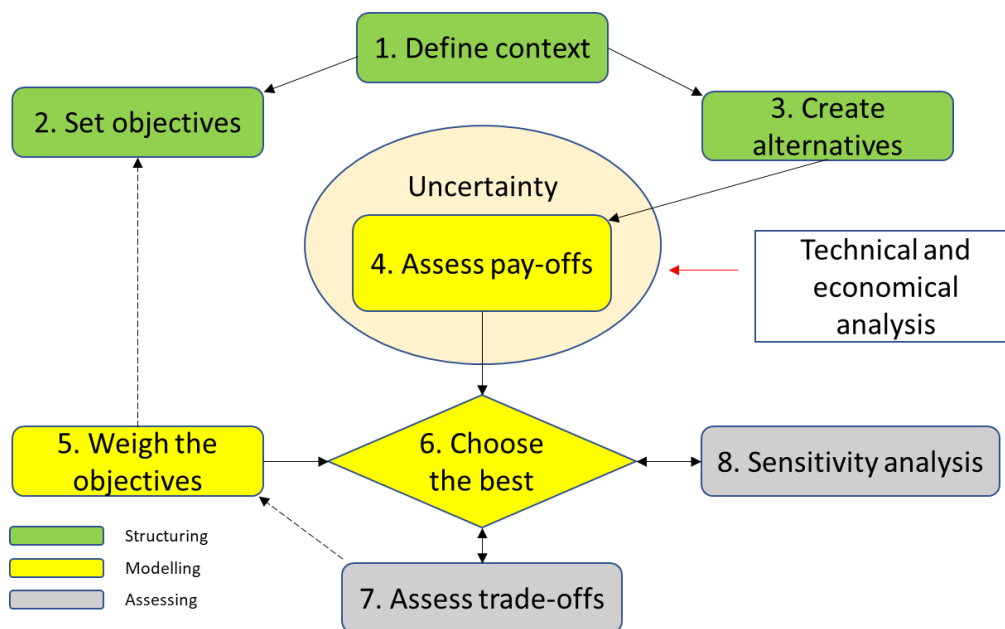 1. Define context
2. Set objectives
3. Create
alternatives
Uncertainty
4. Assess pay-offs
Technical and
economical
analysis
5. Weigh the
objectives
6. Choose
the best
8. Sensitivity analysis
7. Assess trade-offs
Structuring
Modelling
Assessing